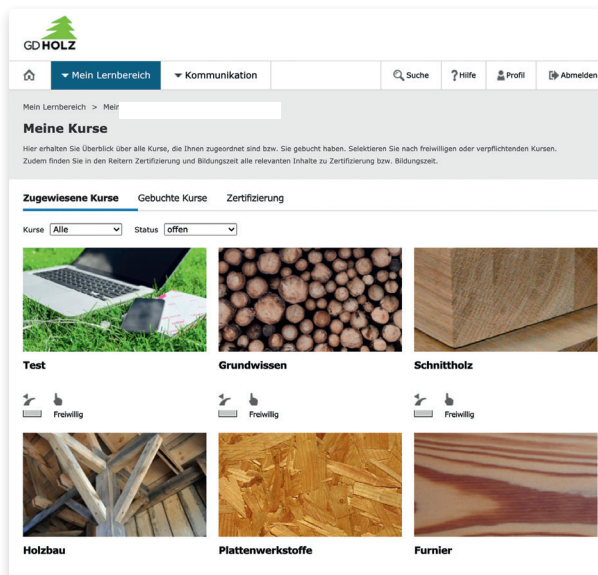 GD HOLZ
Mein Lernbereich Kommunikation Suche Hilfe Profil Abmelden
Mein Lernbereich > Mein
Meine Kurse
Hier erhalten Sie Überblick über alle Kurse, die Ihnen zugeordnet sind bzw. Sie gebucht haben. Selektieren Sie nach freiwilligen oder verpflichtenden Kursen.
Zudem finden Sie in den Reitern Zertifizierung und Bildungszeit alle relevanten Inhalte zu Zertifizierung bzw. Bildungszeit.
Zugewiesene Kurse Gebuchte Kurse Zertifizierung
Kurse Alle Status offen
Test Grundwissen Schnittholz
Freiwillig Freiwillig Freiwillig
Holzbau Plattenwerkstoffe Furnier